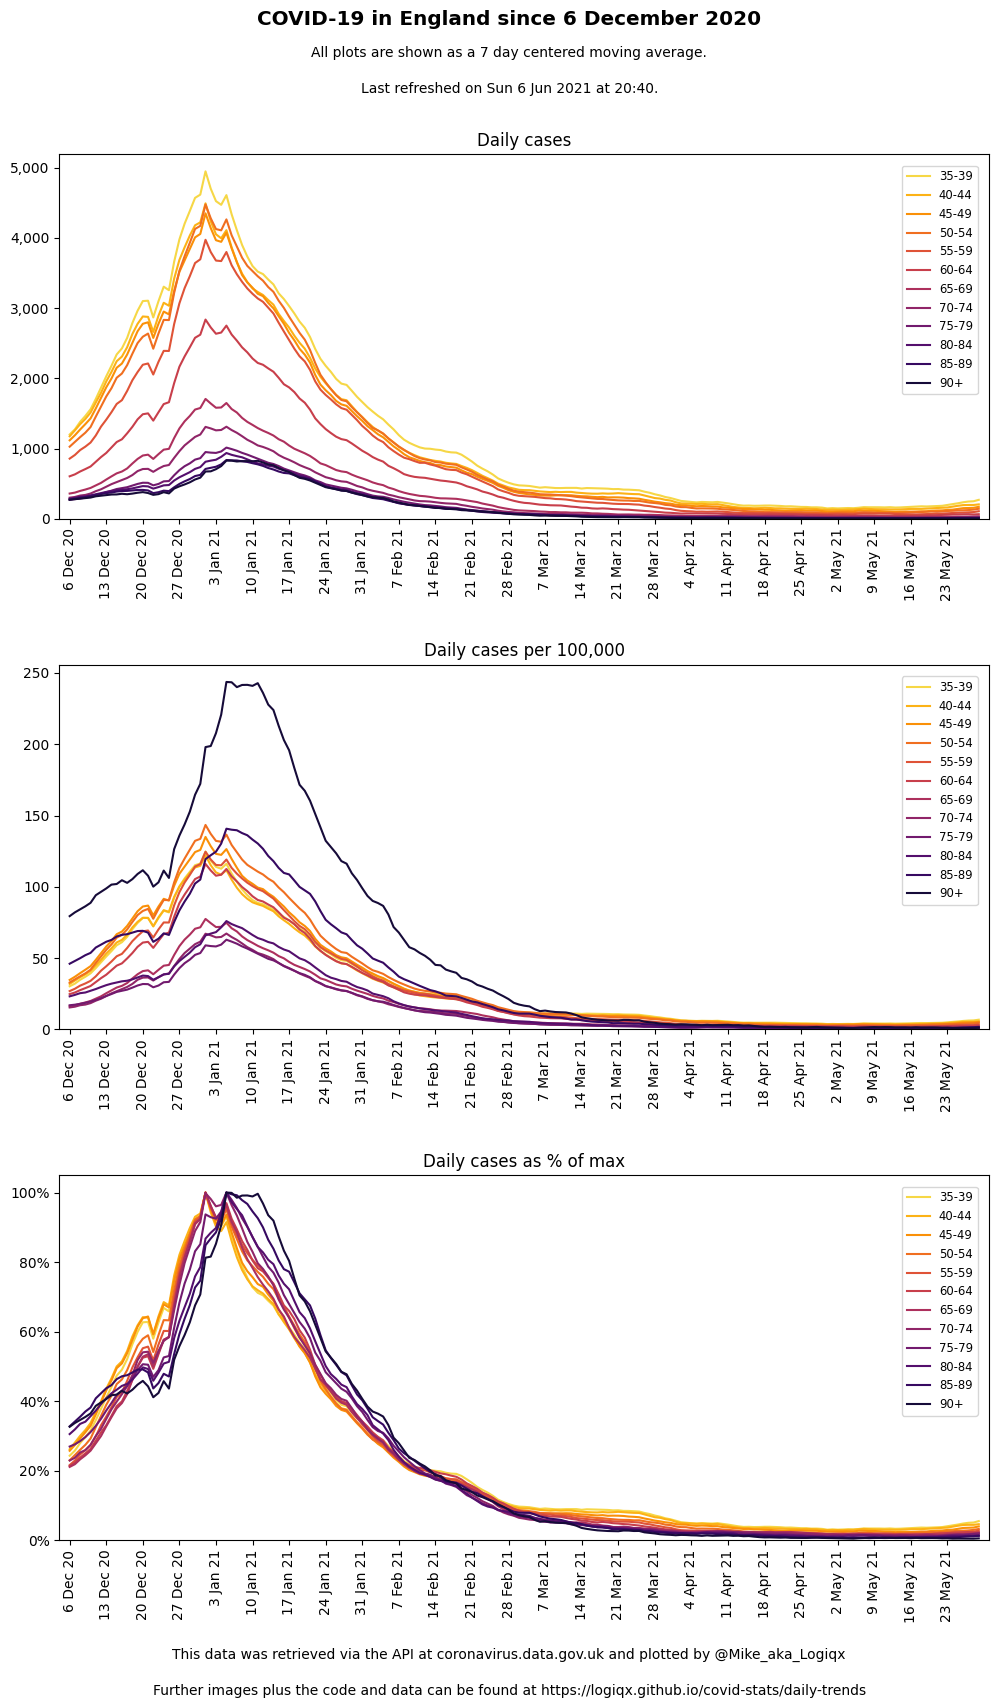 COVID-19 in England since 6 December 2020
All plots are shown as a 7 day centered moving average.
Last refreshed on Sun 6 Jun 2021 at 20:40.
Daily cases
5,000
4,000
3,000
2,000
1,000
0
35-39
40-44
45-49
50-54
55-59
60-64
65-69
70-74
75-79
80-84
85-89
90+
6 Dec 20
13 Dec 20
20 Dec 20
27 Dec 20
3 Jan 21
10 Jan 21
17 Jan 21
24 Jan 21
31 Jan 21
7 Feb 21
14 Feb 21
21 Feb 21
28 Feb 21
7 Mar 21
14 Mar 21
21 Mar 21
28 Mar 21
4 Apr 21
11 Apr 21
18 Apr 21
25 Apr 21
2 May 21
9 May 21
16 May 21
23 May 21
Daily cases per 100,000
250
200
150
100
50
0
35-39
40-44
45-49
50-54
55-59
60-64
65-69
70-74
75-79
80-84
85-89
90+
6 Dec 20
13 Dec 20
20 Dec 20
27 Dec 20
3 Jan 21
10 Jan 21
17 Jan 21
24 Jan 21
31 Jan 21
7 Feb 21
14 Feb 21
21 Feb 21
28 Feb 21
7 Mar 21
14 Mar 21
21 Mar 21
28 Mar 21
4 Apr 21
11 Apr 21
18 Apr 21
25 Apr 21
2 May 21
9 May 21
16 May 21
23 May 21
Daily cases as % of max
100%
80%
60%
40%
20%
0%
35-39
40-44
45-49
50-54
55-59
60-64
65-69
70-74
75-79
80-84
85-89
90+
6 Dec 20
13 Dec 20
20 Dec 20
27 Dec 20
3 Jan 21
10 Jan 21
17 Jan 21
24 Jan 21
31 Jan 21
7 Feb 21
14 Feb 21
21 Feb 21
28 Feb 21
7 Mar 21
14 Mar 21
21 Mar 21
28 Mar 21
4 Apr 21
11 Apr 21
18 Apr 21
25 Apr 21
2 May 21
9 May 21
16 May 21
23 May 21
This data was retrieved via the API at coronavirus.data.gov.uk and plotted by @Mike_aka_Logiqx
Further images plus the code and data can be found at https://logiqx.github.io/covid-stats/daily-trends